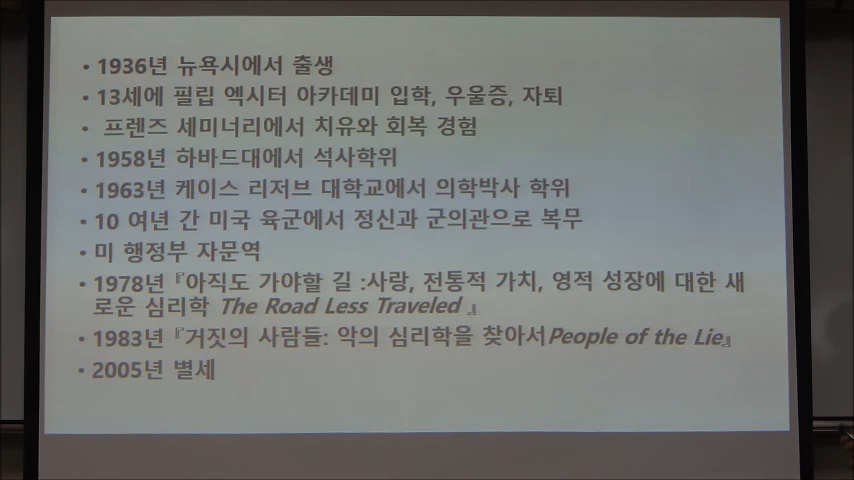 • 1936년 뉴욕시에서 출생
• 13세에 필립 엑시터 아카데미 입학, 우울증, 자퇴
• 프렌즈 세미너리에서 치유와 회복 경험
• 1958년 하바드대에서 석사학위
• 1963년 케이스 리저브 대학교에서 의학박사 학위
• 10 여년 간 미국 육군에서 정신과 군의관으로 복무
• 미 행정부 자문역
• 1978년 『아직도 가야할 길 :사랑, 전통적 가치, 영적 성장에 대한 새
로운 심리학 The Road Less Traveled 』
• 1983년 『거짓의 사람들: 악의 심리학을 찾아서People of the Lie』
• 2005년 별세